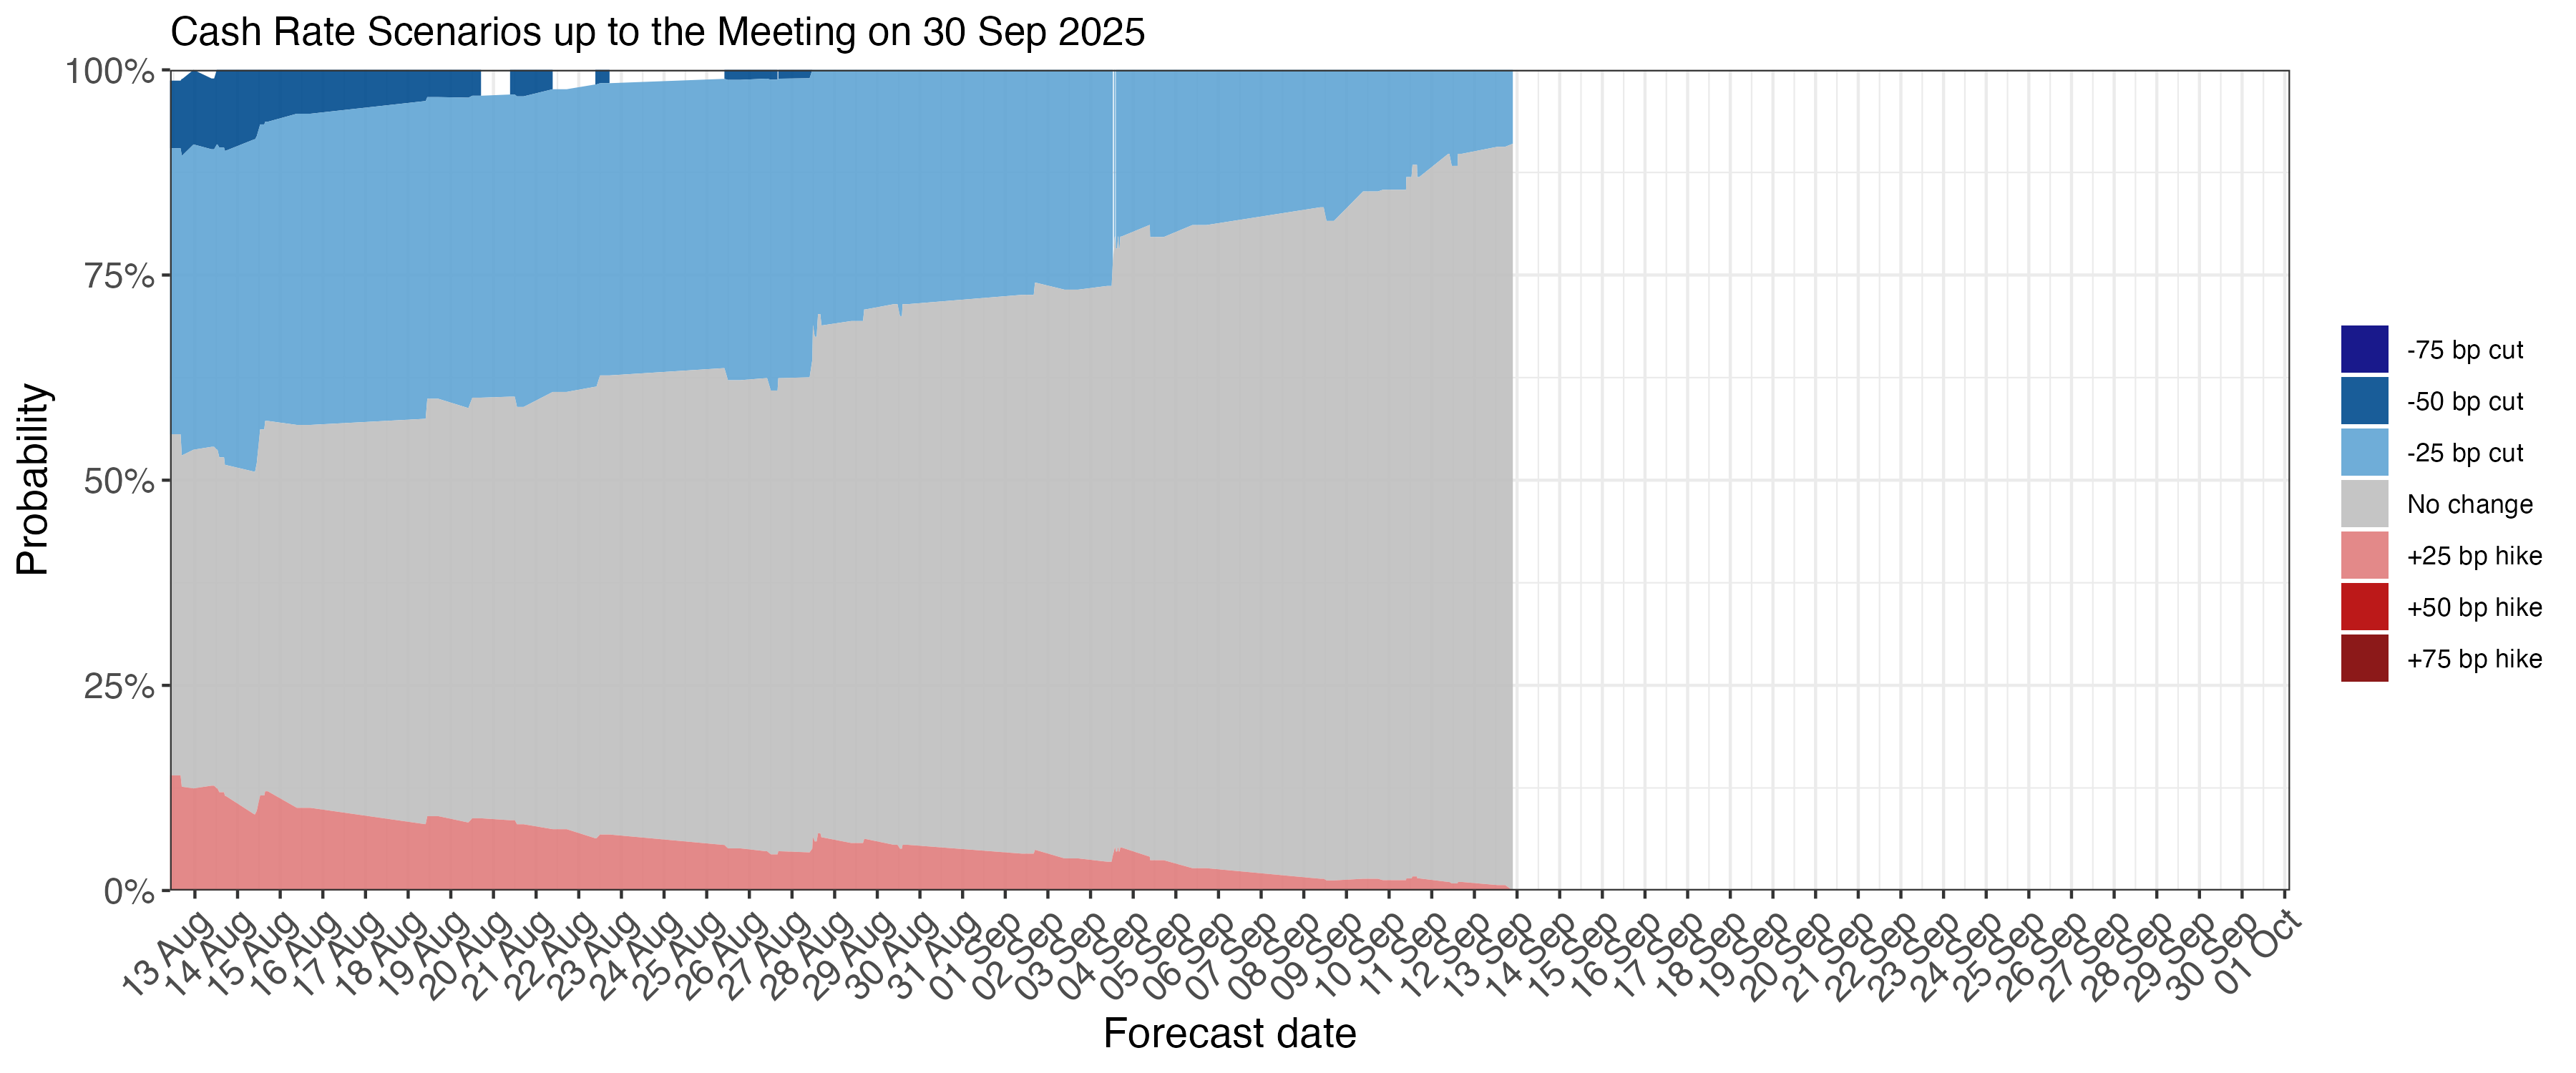 Cash Rate Scenarios up to the Meeting on 30 Sep 2025
100%
75%
50%
25%
0%
Probability
13 Aug
14 Aug
15 Aug
16 Aug
17 Aug
18 Aug
19 Aug
20 Aug
21 Aug
22 Aug
23 Aug
24 Aug
25 Aug
26 Aug
27 Aug
28 Aug
29 Aug
30 Aug
31 Aug
01 Sep
02 Sep
03 Sep
04 Sep
05 Sep
06 Sep
07 Sep
08 Sep
09 Sep
10 Sep
11 Sep
12 Sep
13 Sep
14 Sep
15 Sep
16 Sep
17 Sep
18 Sep
19 Sep
20 Sep
21 Sep
22 Sep
23 Sep
24 Sep
25 Sep
26 Sep
27 Sep
28 Sep
29 Sep
30 Sep
01 Oct
Forecast date
-75 bp cut
-50 bp cut
-25 bp cut
No change
+25 bp hike
+50 bp hike
+75 bp hike